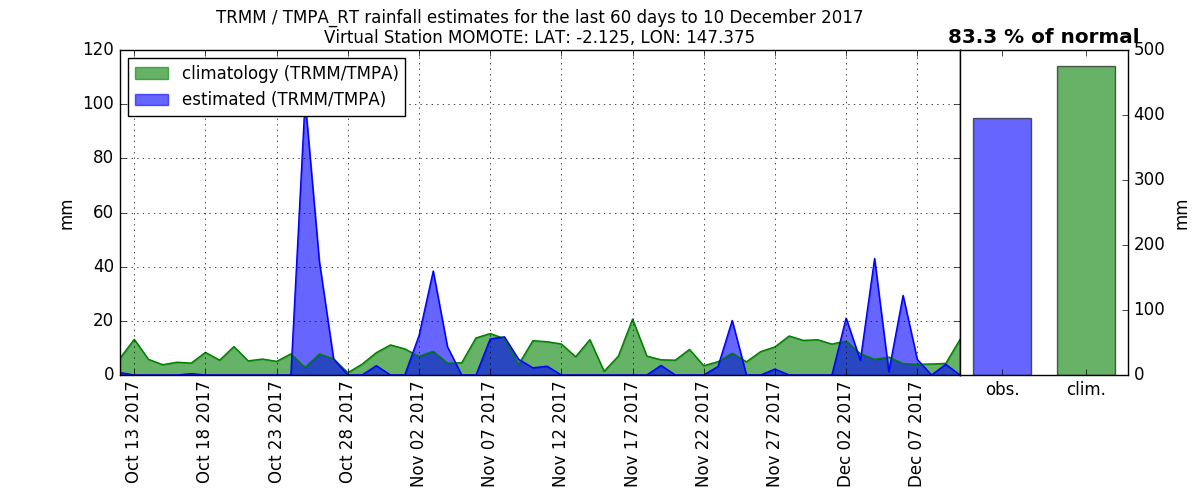 TRMM / TMPA_RT rainfall estimates for the last 60 days to 10 December 2017
Virtual Station MOMOTE: LAT: -2.125, LON: 147.375
83.3 % of normal
climatology (TRMM/TMPA)
estimated (TRMM/TMPA)
mm
120
100
80
60
40
20
0
Oct 13 2017
Oct 18 2017
Oct 23 2017
Oct 28 2017
Nov 02 2017
Nov 07 2017
Nov 12 2017
Nov 17 2017
Nov 22 2017
Nov 27 2017
Dec 02 2017
Dec 07 2017
obs.
clim.
500
400
300
200
100
0
mm